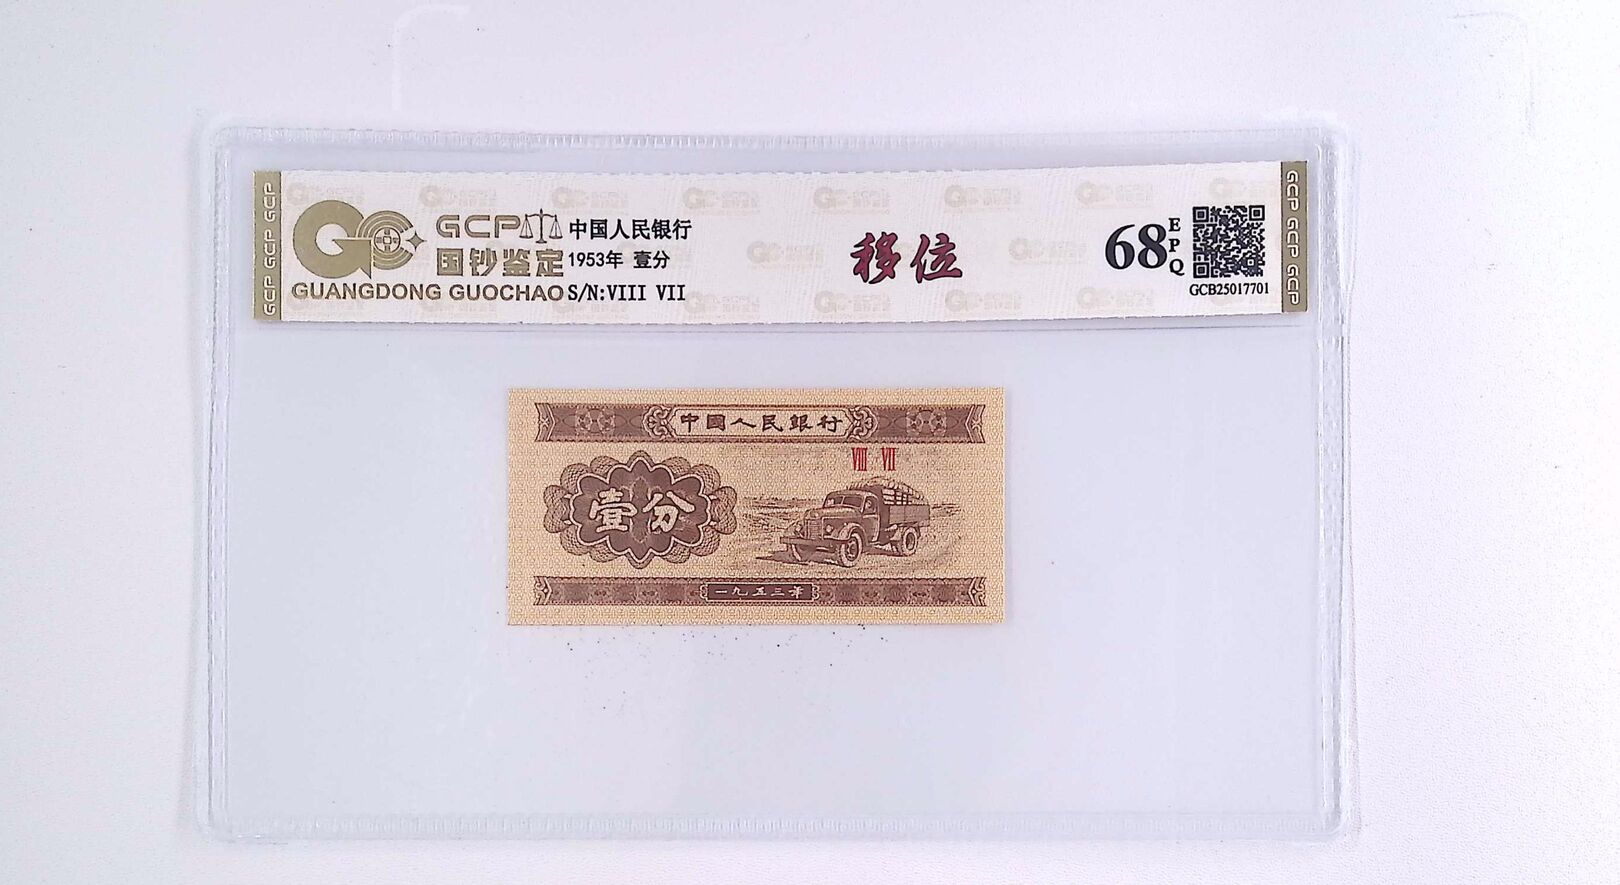 GCP 中国人民银行
国钞鉴定 1953年 壹分
GUANGDONG GUOCHAO S/N:VIII VII
移位
68 EPQ
GCB25017701
GCP GCP GCP
GCP GCP GCP
中国人民银行
VIII VII
壹分
一九五三年